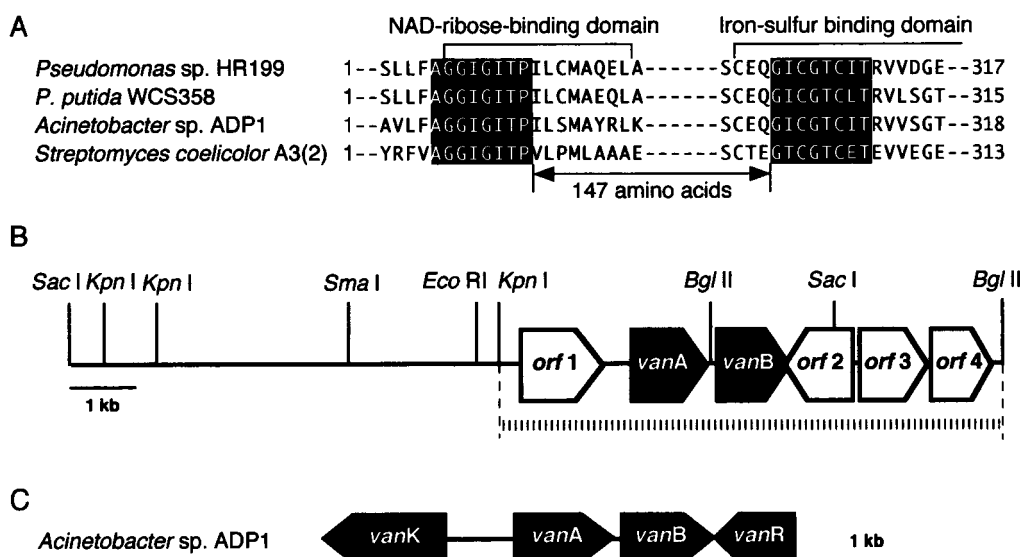 A
NAD-ribose-binding domain Iron-sulfur binding domain
Pseudomonas sp. HR199 1--SLLFAGGIGITPILCMAQELA------SCEQGICGTCITRVVDGE--317
P. putida WCS358 1--SLLFAGGIGITPILCMAEQLA------SCEQGICGTCLTRVLSGT--315
Acinetobacter sp. ADP1 1--AVLFAGGIGITPILSMAYRLK------SCEQGICGTCITRVVSGT--318
Streptomyces coelicolor A3(2) 1--YRFVAGGIGITPVLPMLAAAE------SCTEGTCGTCETEVVEGE--313
147 amino acids
B
Sac I Kpn I Kpn I Sma I Eco RI Kpn I Bgl II Sac I Bgl II
orf 1 vanA vanB orf 2 orf 3 orf 4
1 kb
C
Acinetobacter sp. ADP1 vanK vanA vanB vanR 1 kb